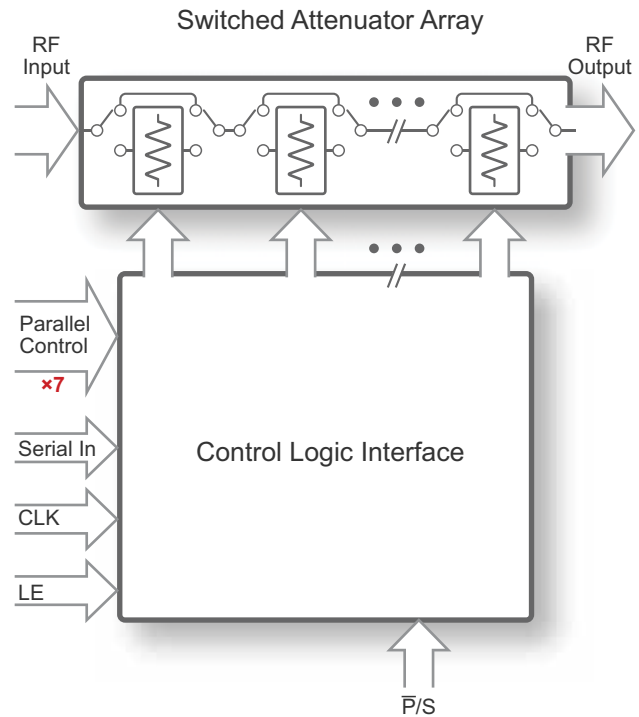 Switched Attenuator Array
RF
Input
RF
Output
Parallel
Control
×7
Serial In
CLK
LE
Control Logic Interface
P̅/S